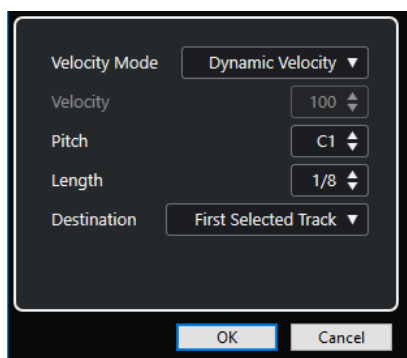 Velocity Mode Dynamic Velocity
Velocity 100
Pitch C1
Length 1/8
Destination First Selected Track
OK Cancel